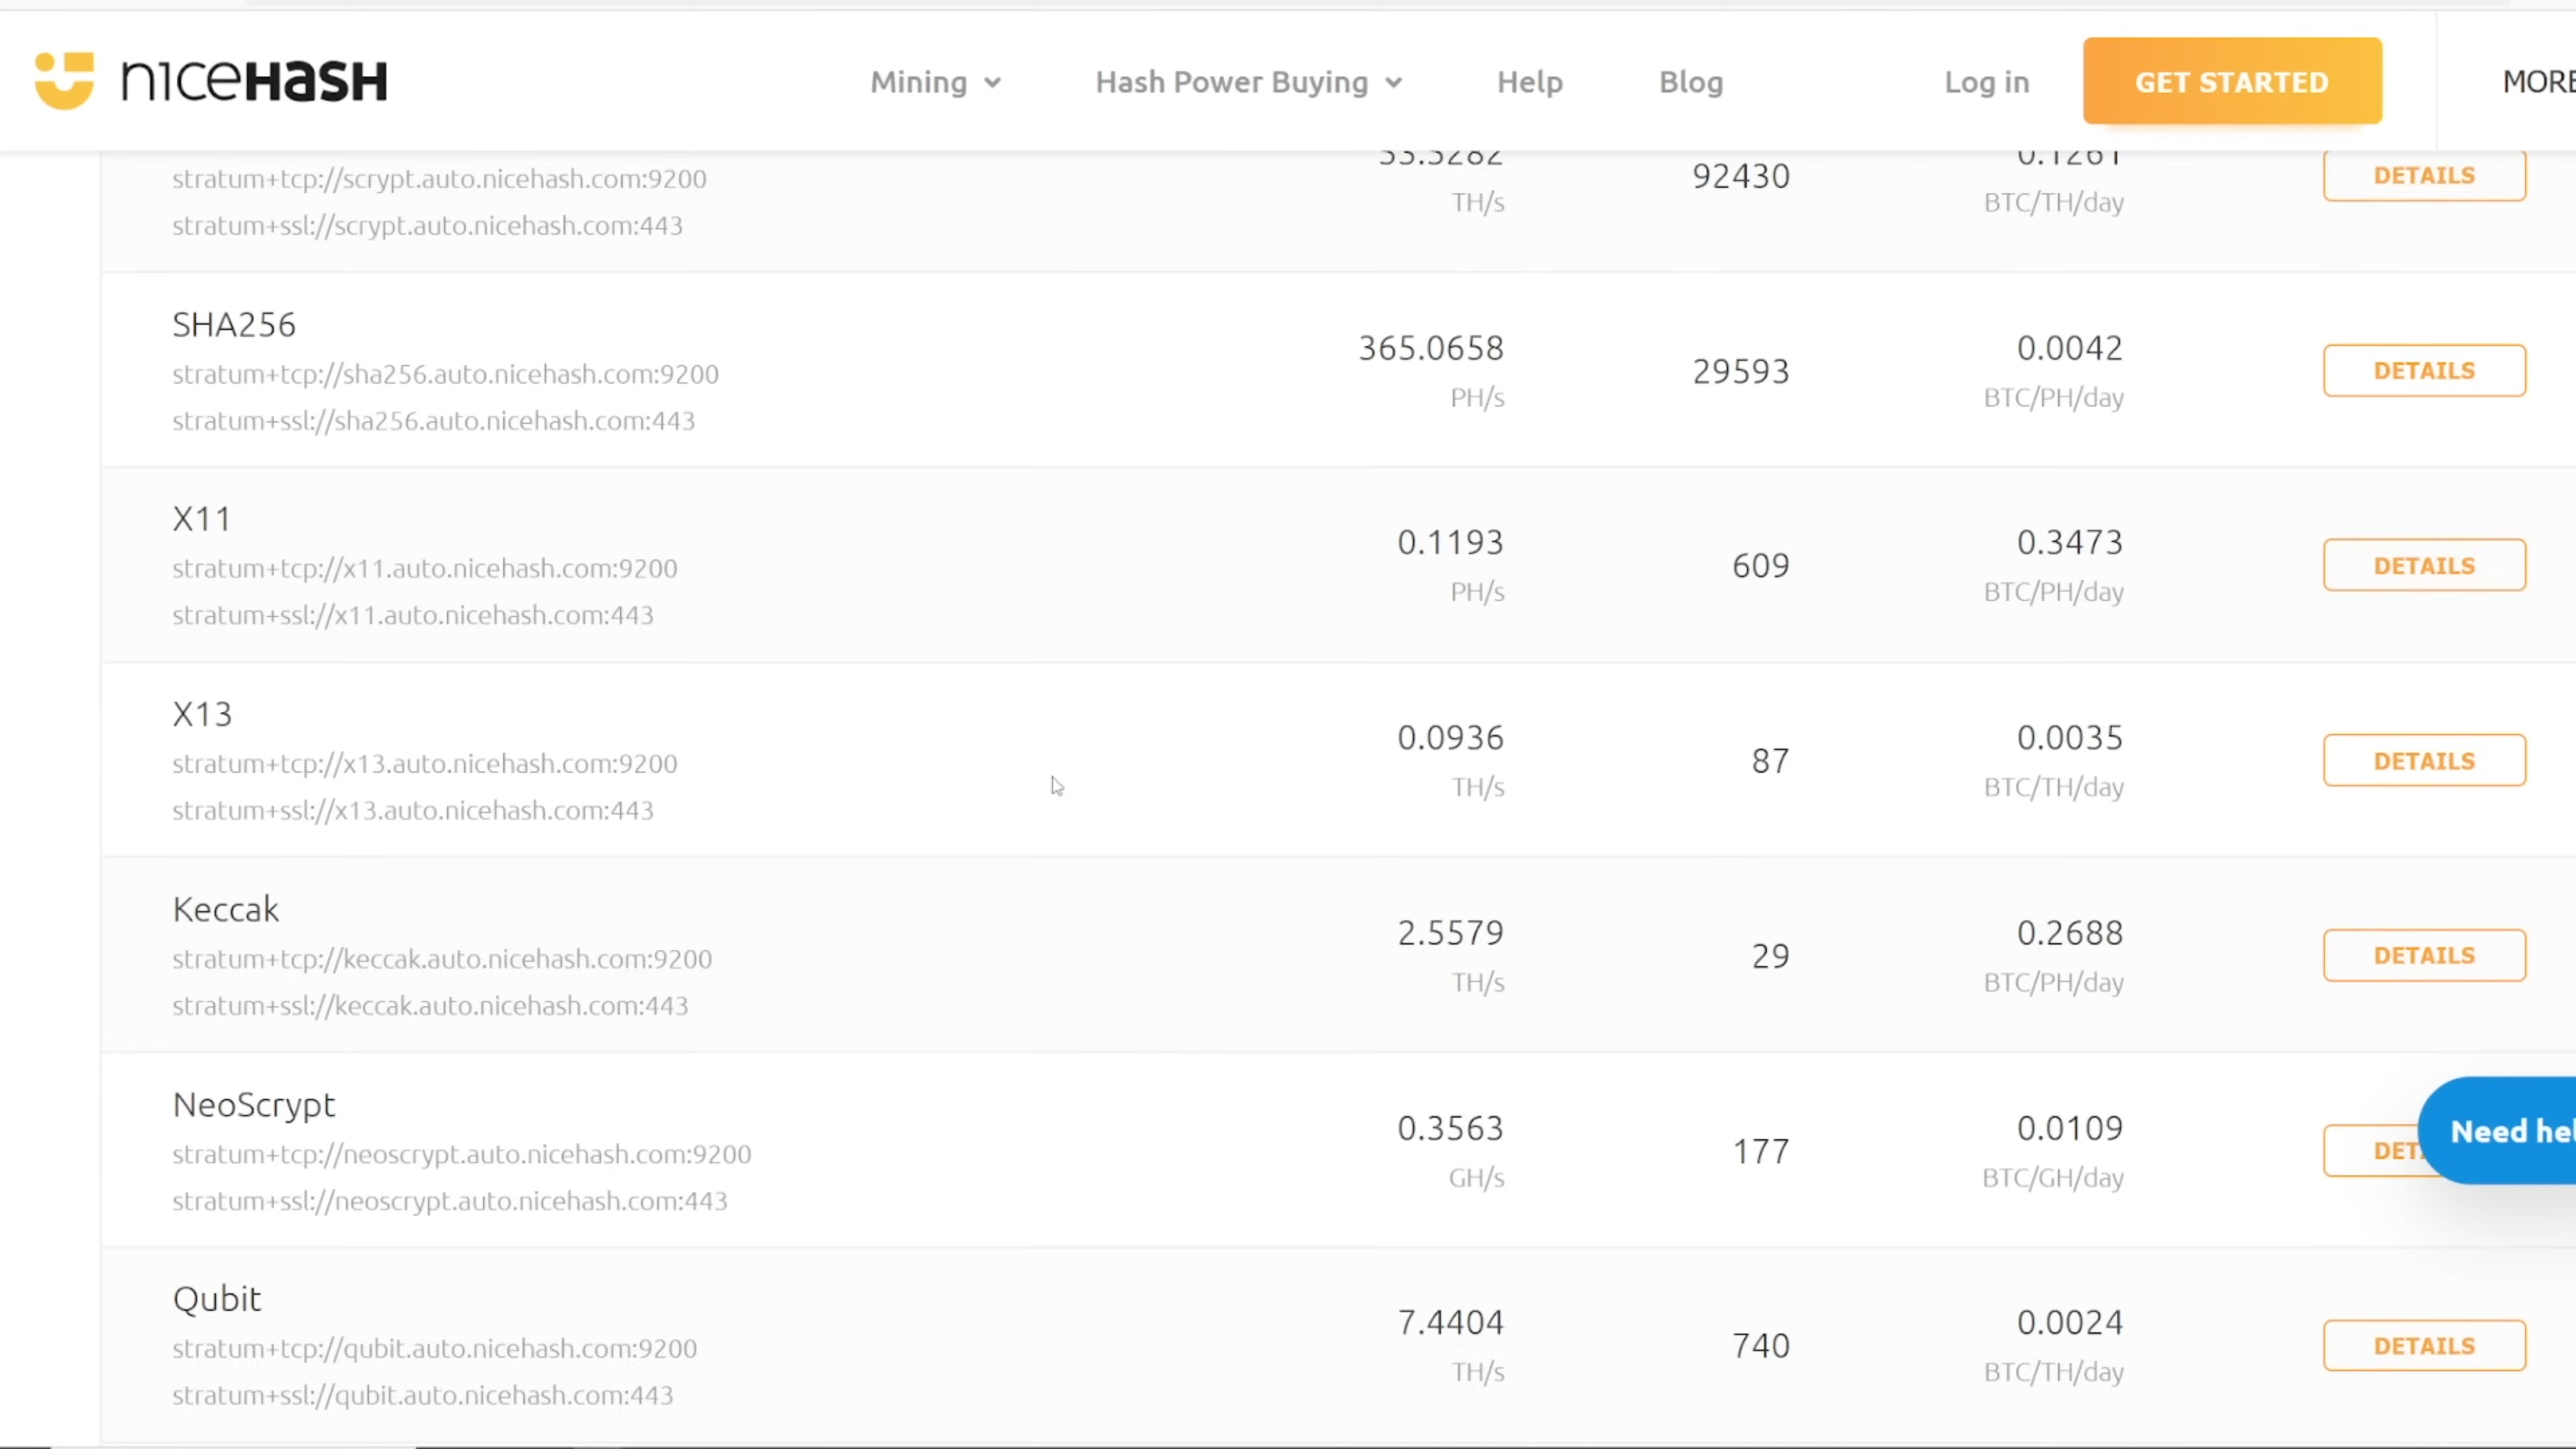 niceHasH
Mining
Hash Power Buying
Help
Blog
Log in
GET STARTED
MORE
stratum+tcp://scrypt.auto.nicehash.com:9200
stratum+ssl://scrypt.auto.nicehash.com:443
TH/s
92430
BTC/TH/day
DETAILS
SHA256
stratum+tcp://sha256.auto.nicehash.com:9200
stratum+ssl://sha256.auto.nicehash.com:443
365.0658
PH/s
29593
0.0042
BTC/PH/day
DETAILS
X11
stratum+tcp://x11.auto.nicehash.com:9200
stratum+ssl://x11.auto.nicehash.com:443
0.1193
PH/s
609
0.3473
BTC/PH/day
DETAILS
X13
stratum+tcp://x13.auto.nicehash.com:9200
stratum+ssl://x13.auto.nicehash.com:443
0.0936
TH/s
87
0.0035
BTC/TH/day
DETAILS
Keccak
stratum+tcp://keccak.auto.nicehash.com:9200
stratum+ssl://keccak.auto.nicehash.com:443
2.5579
TH/s
29
0.2688
BTC/PH/day
DETAILS
NeoScrypt
stratum+tcp://neoscrypt.auto.nicehash.com:9200
stratum+ssl://neoscrypt.auto.nicehash.com:443
0.3563
GH/s
177
0.0109
BTC/GH/day
DET
Need hel
Qubit
stratum+tcp://qubit.auto.nicehash.com:9200
stratum+ssl://qubit.auto.nicehash.com:443
7.4404
TH/s
740
0.0024
BTC/TH/day
DETAILS